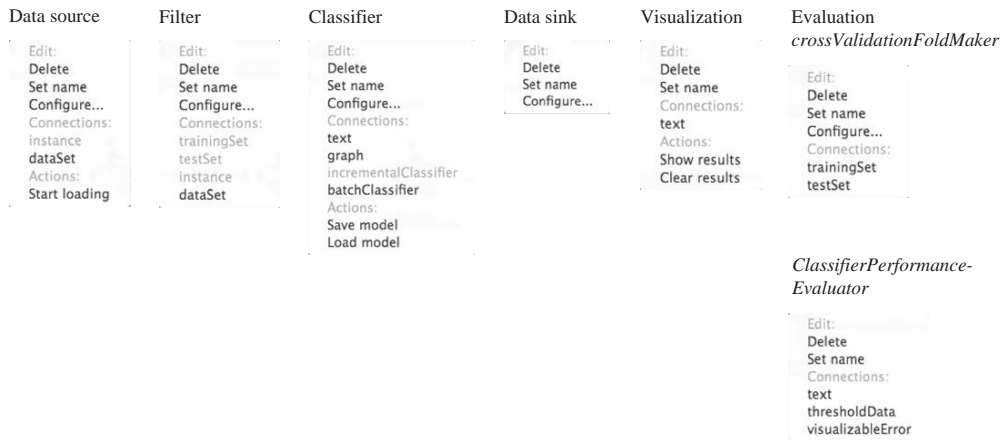 Data source
Edit:
Delete
Set name
Configure...
Connections:
instance
dataSet
Actions:
Start loading
Filter
Edit:
Delete
Set name
Configure...
Connections:
trainingSet
testSet
instance
dataSet
Classifier
Edit:
Delete
Set name
Configure...
Connections:
text
graph
incrementalClassifier
batchClassifier
Actions:
Save model
Load model
Data sink
Edit:
Delete
Set name
Configure...
Visualization
Edit:
Delete
Set name
Connections:
text
Actions:
Show results
Clear results
Evaluation
crossValidationFoldMaker
Edit:
Delete
Set name
Configure...
Connections:
trainingSet
testSet
ClassifierPerformance-
Evaluator
Edit:
Delete
Set name
Connections:
text
thresholdData
visualizableError